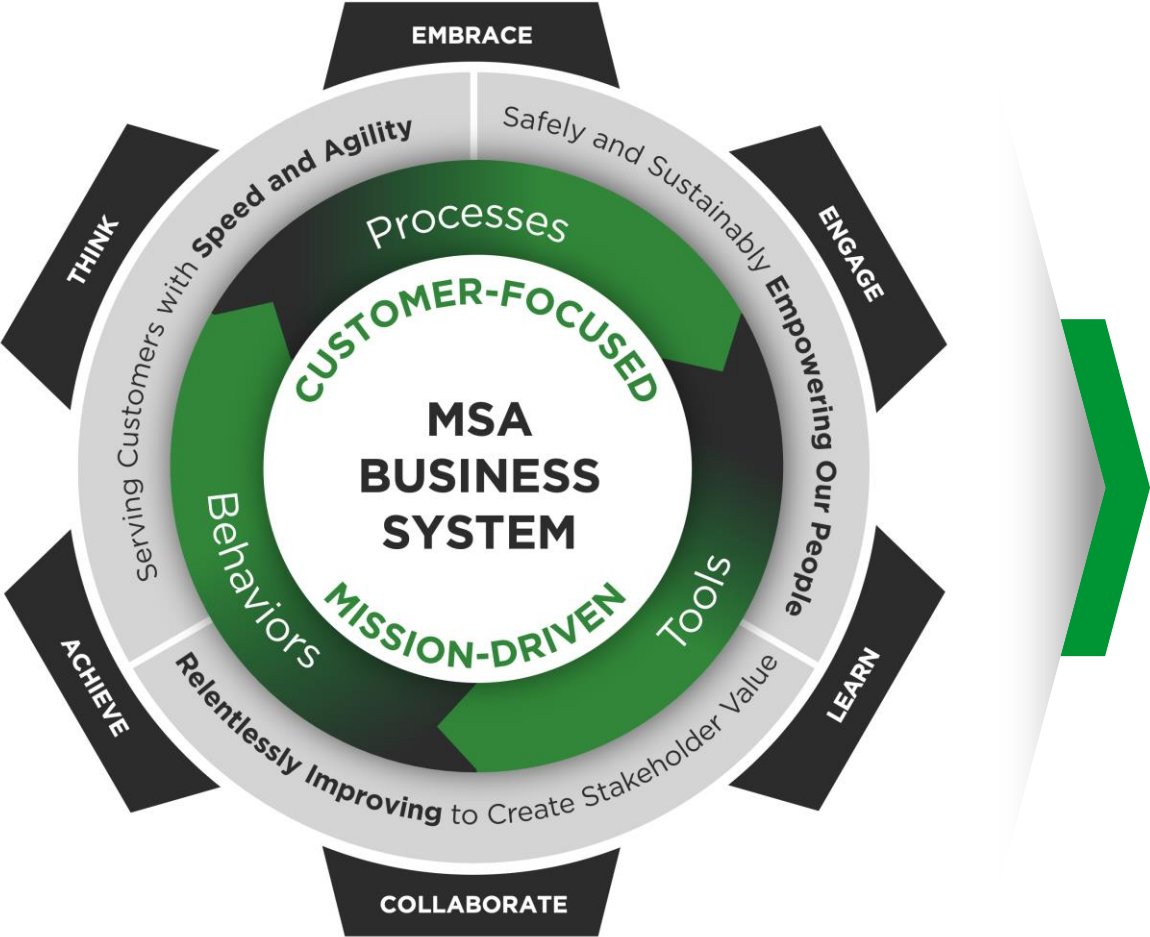 EMBRACE
ENGAGE
LEARN
COLLABORATE
ACHIEVE
THINK
Serving Customers with Speed and Agility
Safely and Sustainably Empowering Our People
Relentlessly Improving to Create Stakeholder Value
Processes
Tools
Behaviors
CUSTOMER-FOCUSED
MSA
BUSINESS
SYSTEM
MISSION-DRIVEN